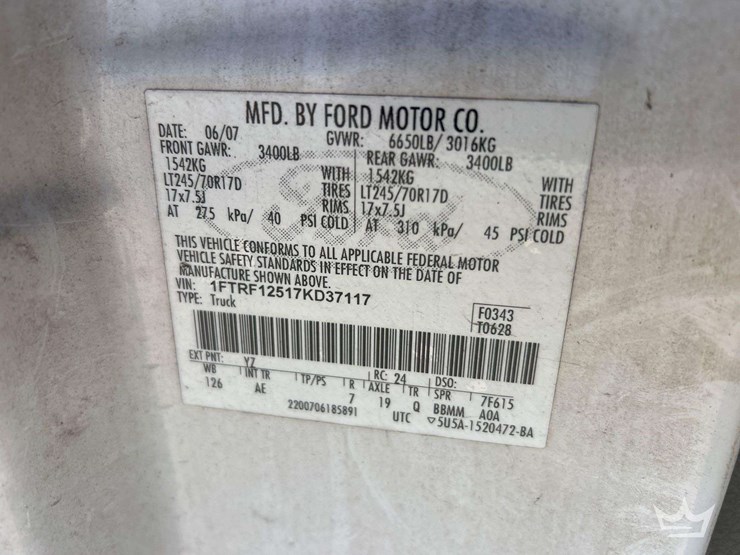 MFD. BY FORD MOTOR CO.
DATE: 06/07 GVWR: 6650LB/ 3016KG
FRONT GAWR: 3400LB REAR GAWR: 3400LB
1542KG WITH 1542KG WITH
LT245/70R17D TIRES LT245/70R17D TIRES
17x7.5J RIMS 17x7.5J RIMS
AT 275 kPa/ 40 PSI COLD AT 310 kPa/ 45 PSI COLD
THIS VEHICLE CONFORMS TO ALL APPLICABLE FEDERAL MOTOR
VEHICLE SAFETY STANDARDS IN EFFECT ON THE DATE OF
MANUFACTURE SHOWN ABOVE.
VIN: 1FTRF12517KD37117
TYPE: Truck
F0343
T0628
EXT PNT: YZ RC: 24 DSO:
WB INT TR TP/PS R AXLE TR SPR 7F615
126 AE 7 19 Q BBMM A0A
2200706185891 UTC ▽5U5A-1520472-BA
Ford